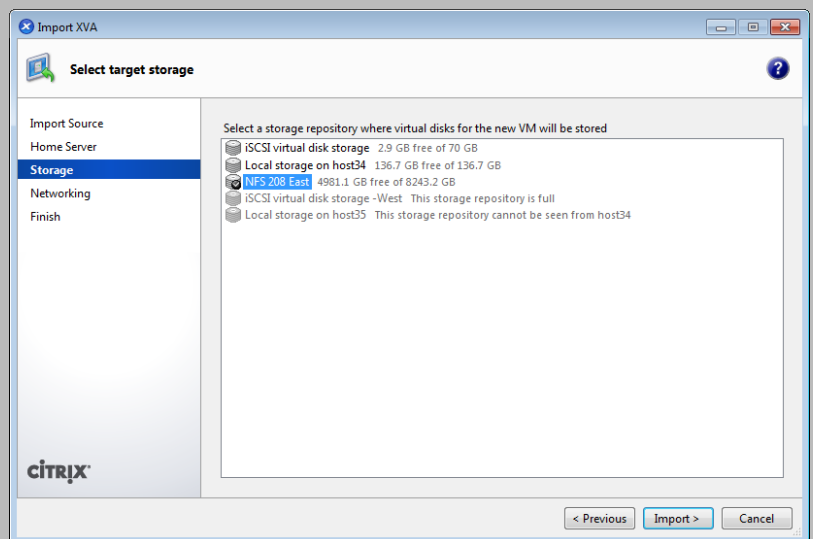 Import XVA
Select target storage
?
Import Source
Home Server
Storage
Networking
Finish
Select a storage repository where virtual disks for the new VM will be stored
iSCSI virtual disk storage 2.9 GB free of 70 GB
Local storage on host34 136.7 GB free of 136.7 GB
NFS 208 East 4981.1 GB free of 8243.2 GB
iSCSI virtual disk storage -West This storage repository is full
Local storage on host35 This storage repository cannot be seen from host34
CİTRIX
< Previous Import > Cancel